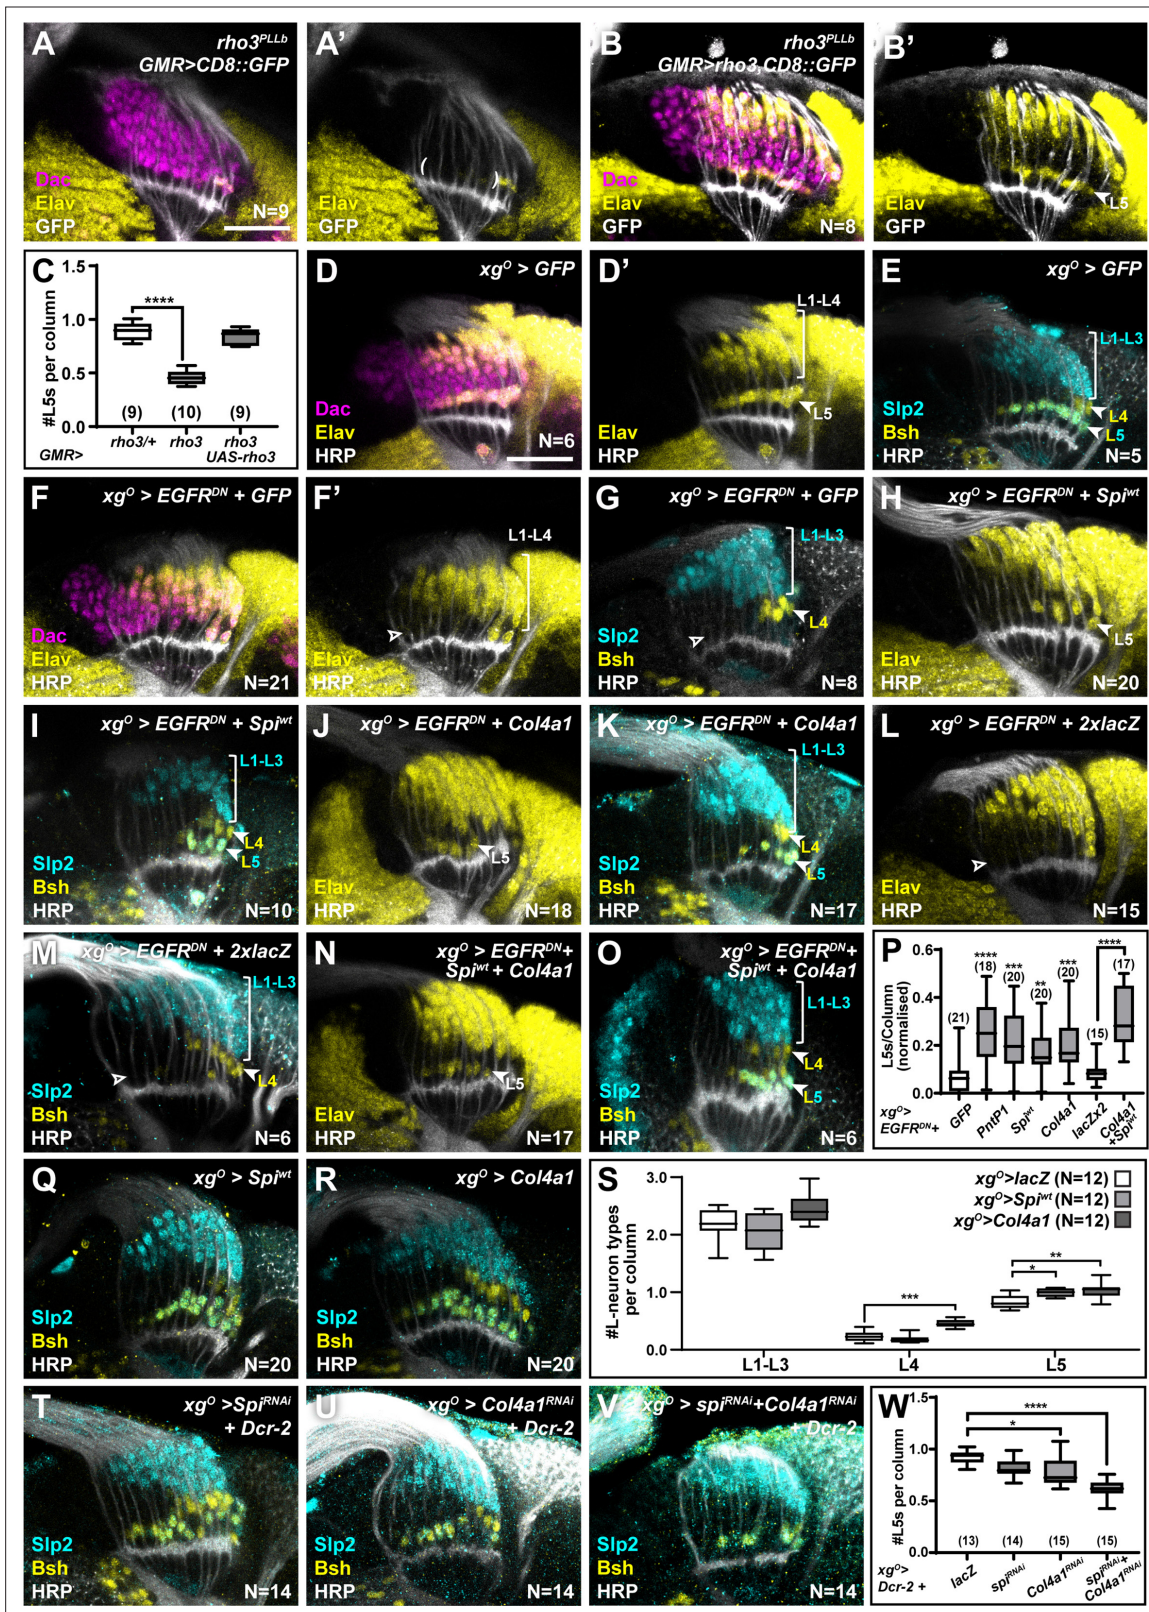 A
rho3PLLb
GMR>CD8::GFP
Dac
Elav
GFP
N=9
A'
B
rho3PLLb
GMR>rho3,CD8::GFP
Dac
Elav
GFP
N=8
B'
L5
Elav
GFP
C
1.5
1.0
0.5
0.0
#L5s per column
****
(9)
(10)
(9)
GMR>
rho3/+
rho3
rho3
UAS-rho3
D
xgO > GFP
Dac
Elav
HRP
N=6
D'
L1-L4
L5
Elav
HRP
E
xgO > GFP
L1-L3
L4
L5
Slp2
Bsh
HRP
N=5
F
xgO > EGFRDN + GFP
Dac
Elav
HRP
N=21
F'
L1-L4
Elav
HRP
G
xgO > EGFRDN + GFP
L1-L3
L4
Slp2
Bsh
HRP
N=8
H
xgO > EGFRDN + Spiwt
L5
Elav
HRP
N=20
I
xgO > EGFRDN + Spiwt
L1-L3
L4
L5
Slp2
Bsh
HRP
N=10
J
xgO > EGFRDN + Col4a1
L5
Elav
HRP
N=18
K
xgO > EGFRDN + Col4a1
L1-L3
L4
L5
Slp2
Bsh
HRP
N=17
L
xgO > EGFRDN + 2xlacZ
Elav
HRP
N=15
M
xgO > EGFRDN + 2xlacZ
L1-L3
L4
Slp2
Bsh
HRP
N=6
N
xgO > EGFRDN+
Spiwt + Col4a1
L5
Elav
HRP
N=17
O
xgO > EGFRDN+
Spiwt + Col4a1
L1-L3
L4
L5
Slp2
Bsh
HRP
N=6
P
0.6
0.4
0.2
0.0
L5s/Column
(normalised)
(21)
****
(18)
***
(20)
**
(20)
***
(20)
(15)
****
(17)
xgO>
EGFRDN+
GFP
PntP1
Spiwt
Col4a1
lacZx2
Col4a1
+Spiwt
Q
xgO > Spiwt
Slp2
Bsh
HRP
N=20
R
xgO > Col4a1
Slp2
Bsh
HRP
N=20
S
3.0
2.0
1.0
0.0
#L-neuron types
per column
xgO>lacZ (N=12)
xgO>Spiwt (N=12)
xgO>Col4a1 (N=12)
***
*
**
L1-L3
L4
L5
T
xgO >SpiRNAi
+ Dcr-2
Slp2
Bsh
HRP
N=14
U
xgO > Col4a1RNAi
+ Dcr-2
Slp2
Bsh
HRP
N=14
V
xgO > spiRNAi+Col4a1RNAi
+ Dcr-2
Slp2
Bsh
HRP
N=14
W
1.5
1.0
0.5
0.0
#L5s per column
****
*
(13)
(14)
(15)
(15)
xgO>
Dcr-2 +
lacZ
spiRNAi
Col4a1RNAi
spiRNAi+
Col4a1RNAi